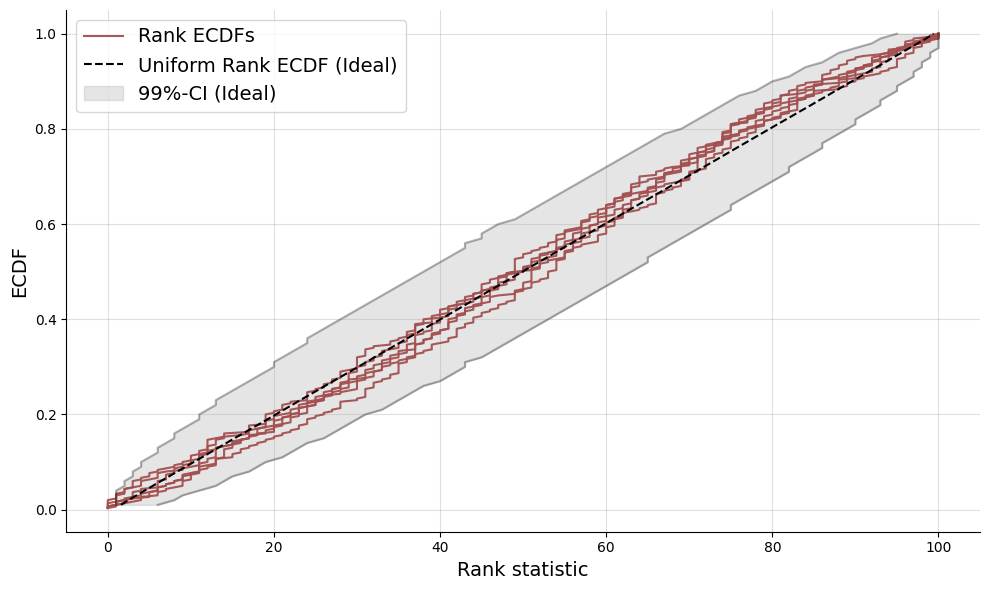 Rank ECDFs
Uniform Rank ECDF (Ideal)
99%-CI (Ideal)
1.0
0.8
0.6
0.4
0.2
0.0
ECDF
0 20 40 60 80 100
Rank statistic